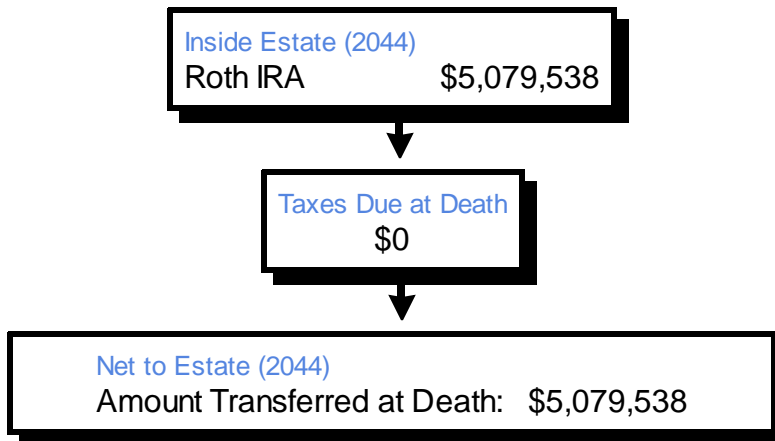 Inside Estate (2044)
Roth IRA $5,079,538
Taxes Due at Death
$0
Net to Estate (2044)
Amount Transferred at Death: $5,079,538